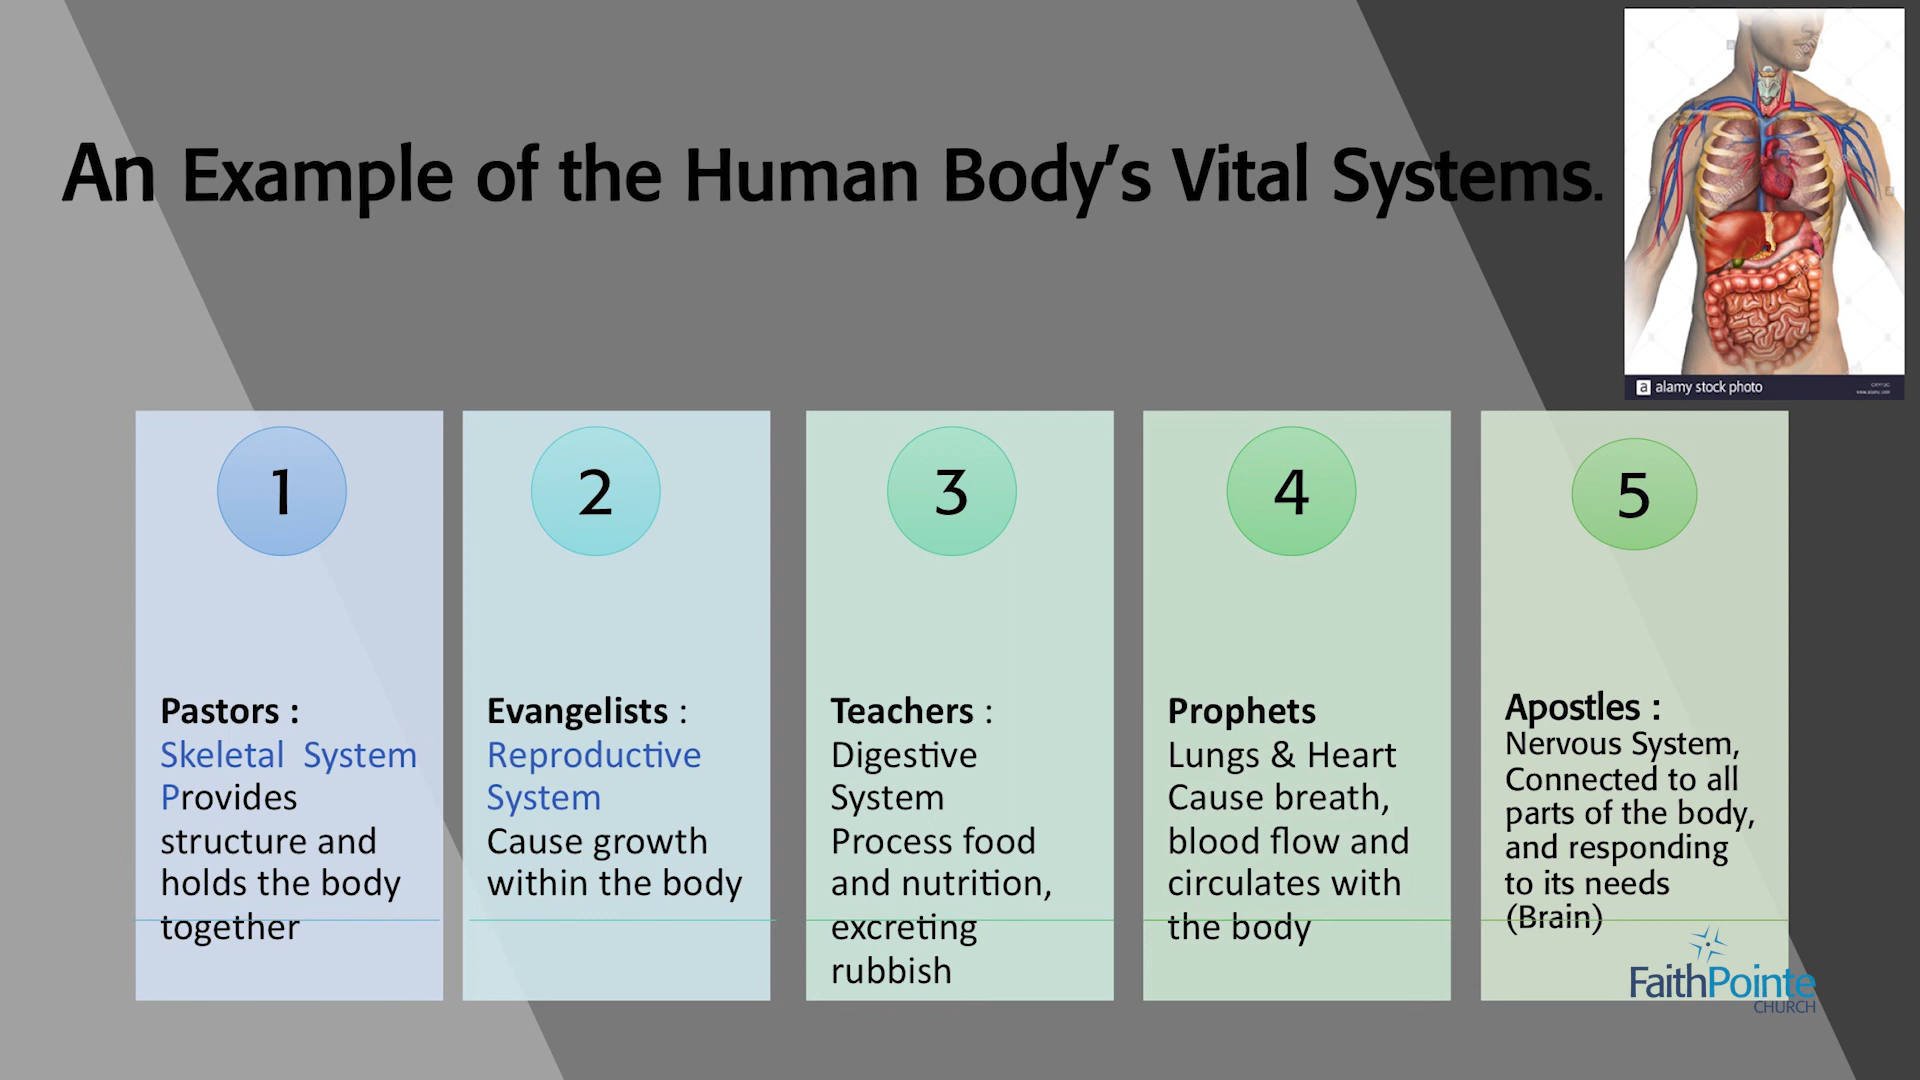 An Example of the Human Body’s Vital Systems.
alamy stock photo
1
Pastors :
Skeletal System
Provides
structure and
holds the body
together
2
Evangelists :
Reproductive
System
Cause growth
within the body
3
Teachers :
Digestive
System
Process food
and nutrition,
excreting
rubbish
4
Prophets
Lungs & Heart
Cause breath,
blood flow and
circulates with
the body
5
Apostles :
Nervous System,
Connected to all
parts of the body,
and responding
to its needs
(Brain)
FaithPointe
CHURCH